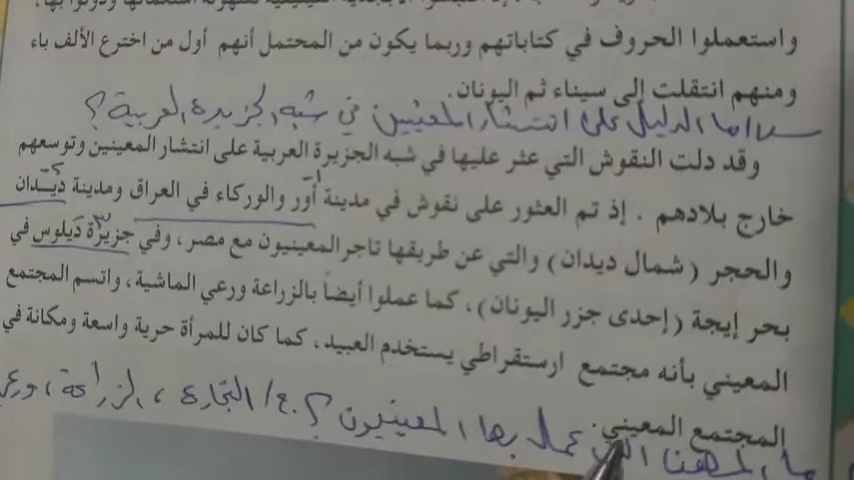 واستعملوا الحروف في كتاباتهم وربما يكون من المحتمل أنهم أول من اخترع الألف باء
ومنهم انتقلت إلى سيناء ثم اليونان.
س١ ما الدليل على انتشار المعينيين في شبه الجزيرة العربية ؟
وقد دلت النقوش التي عثر عليها في شبه الجزيرة العربية على انتشار المعينين وتوسعهم
خارج بلادهم . إذ تم العثور على نقوش في مدينة أور والوركاء في العراق ومدينة ديدان
والحجر (شمال ديدان) والتي عن طريقها تاجر المعينيون مع مصر، وفي جزيرة ديلوس في
بحر إيجة (إحدى جزر اليونان)، كما عملوا أيضاً بالزراعة ورعي الماشية، واتسم المجتمع
المعيني بأنه مجتمع ارستقراطي يستخدم العبيد، كما كان للمرأة حرية واسعة ومكانة في
المجتمع المعيني.
ما المهن التي عمل بها المعينيون ؟ ج/ التجارة ، الزراعة ،